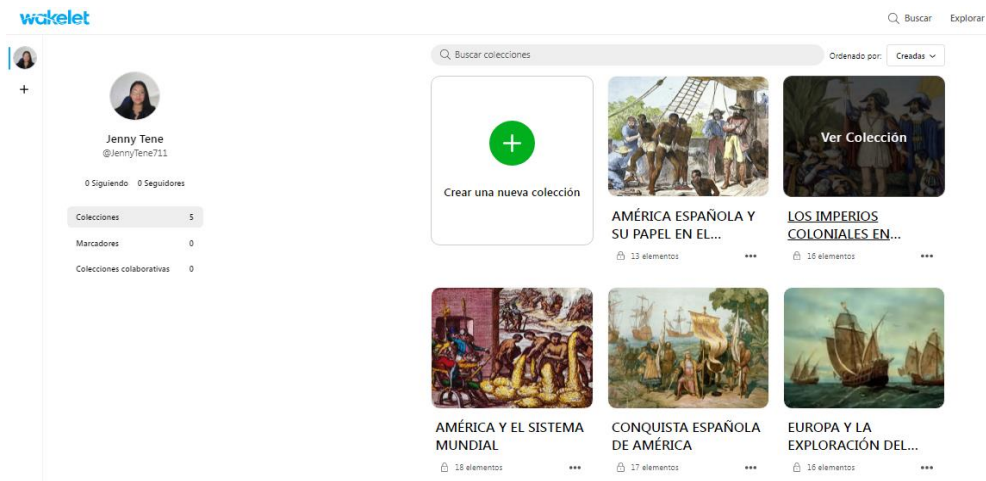 wakelet
Buscar
Explorar
Jenny Tene
@JennyTene711
0 Siguiendo 0 Seguidores
Colecciones 5
Marcadores 0
Colecciones colaborativas 0
Buscar colecciones
Ordenado por: Creadas
Crear una nueva colección
AMÉRICA ESPAÑOLA Y
SU PAPEL EN EL...
13 elementos
Ver Colección
LOS IMPERIOS
COLONIALES EN...
16 elementos
AMÉRICA Y EL SISTEMA
MUNDIAL
18 elementos
CONQUISTA ESPAÑOLA
DE AMÉRICA
17 elementos
EUROPA Y LA
EXPLORACIÓN DEL...
16 elementos